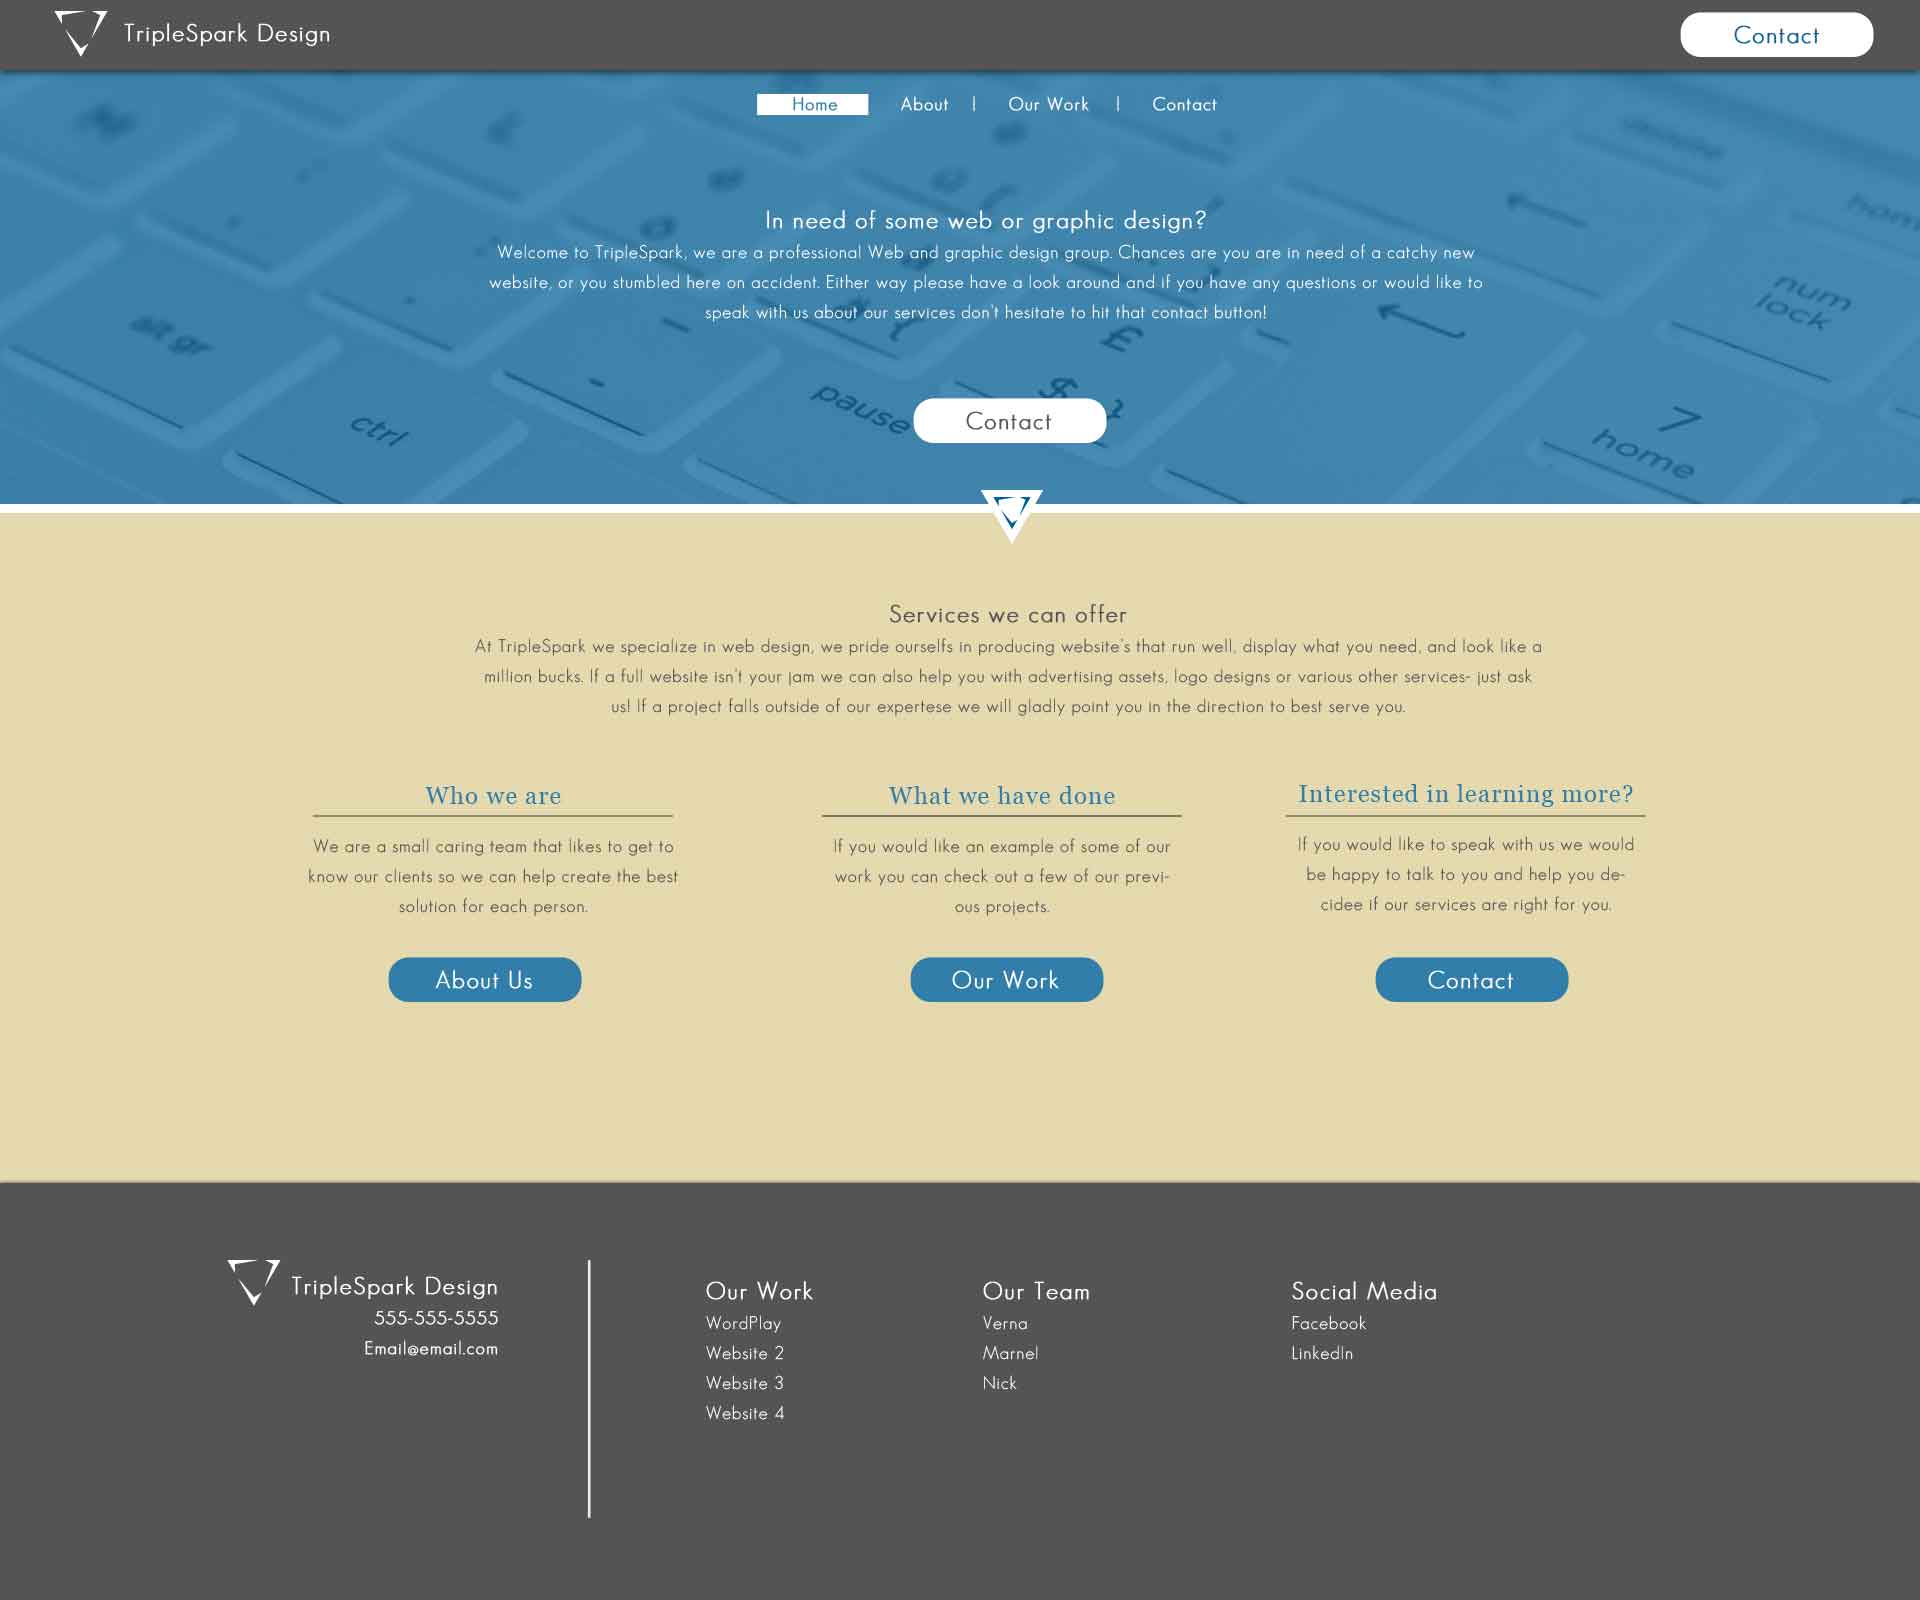 TripleSpark Design
Contact
Home
About | Our Work | Contact
In need of some web or graphic design?
Welcome to TripleSpark, we are a professional Web and graphic design group. Chances are you are in need of a catchy new
website, or you stumbled here on accident. Either way please have a look around and if you have any questions or would like to
speak with us about our services don't hesitate to hit that contact button!
alt gr
ctrl
pause
£
$
num
lock
7
home
Contact
Services we can offer
At TripleSpark we specialize in web design, we pride ourselfs in producing website's that run well, display what you need, and look like a
million bucks. If a full website isn't your jam we can also help you with advertising assets, logo designs or various other services- just ask
us! If a project falls outside of our expertese we will gladly point you in the direction to best serve you.
Who we are
We are a small caring team that likes to get to
know our clients so we can help create the best
solution for each person.
About Us
What we have done
If you would like an example of some of our
work you can check out a few of our previ-
ous projects.
Our Work
Interested in learning more?
If you would like to speak with us we would
be happy to talk to you and help you de-
cidee if our services are right for you.
Contact
TripleSpark Design
555-555-5555
Email@email.com
Our Work
WordPlay
Website 2
Website 3
Website 4
Our Team
Verna
Marnel
Nick
Social Media
Facebook
LinkedIn